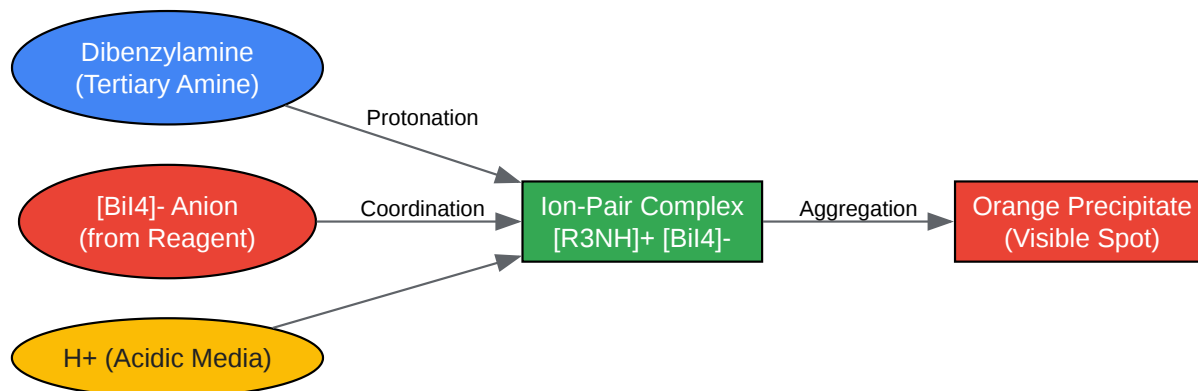 Dibenzylamine
(Tertiary Amine)
Protonation
[BiI4]- Anion
(from Reagent)
Coordination
Ion-Pair Complex
[R3NH]+ [BiI4]-
Aggregation
Orange Precipitate
(Visible Spot)
H+ (Acidic Media)